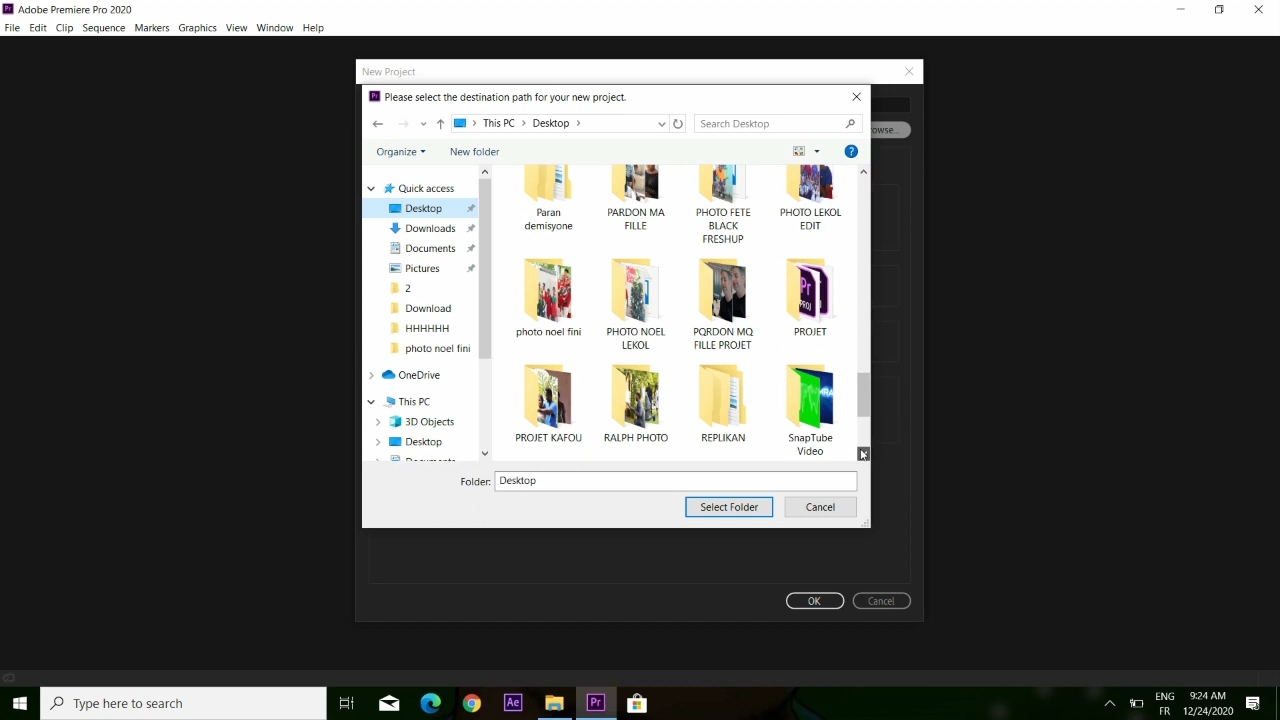 Adobe Premiere Pro 2020
File Edit Clip Sequence Markers Graphics View Window Help
New Project
Please select the destination path for your new project.
This PC Desktop
Search Desktop
owse...
Organize New folder
Quick access
Desktop
Downloads
Documents
Pictures
2
Download
HHHHHH
photo noel fini
OneDrive
This PC
3D Objects
Desktop
Paran
demisyone
PARDON MA
FILLE
PHOTO FETE
BLACK
FRESHUP
PHOTO LEKOL
EDIT
photo noel fini
PHOTO NOEL
LEKOL
PQRDON MQ
FILLE PROJET
PROJET
PROJET KAFOU
RALPH PHOTO
REPLIKAN
SnapTube
Video
Folder: Desktop
Select Folder Cancel
OK Cancel
Type here to search
ENG
FR
9:24 AM
12/24/2020